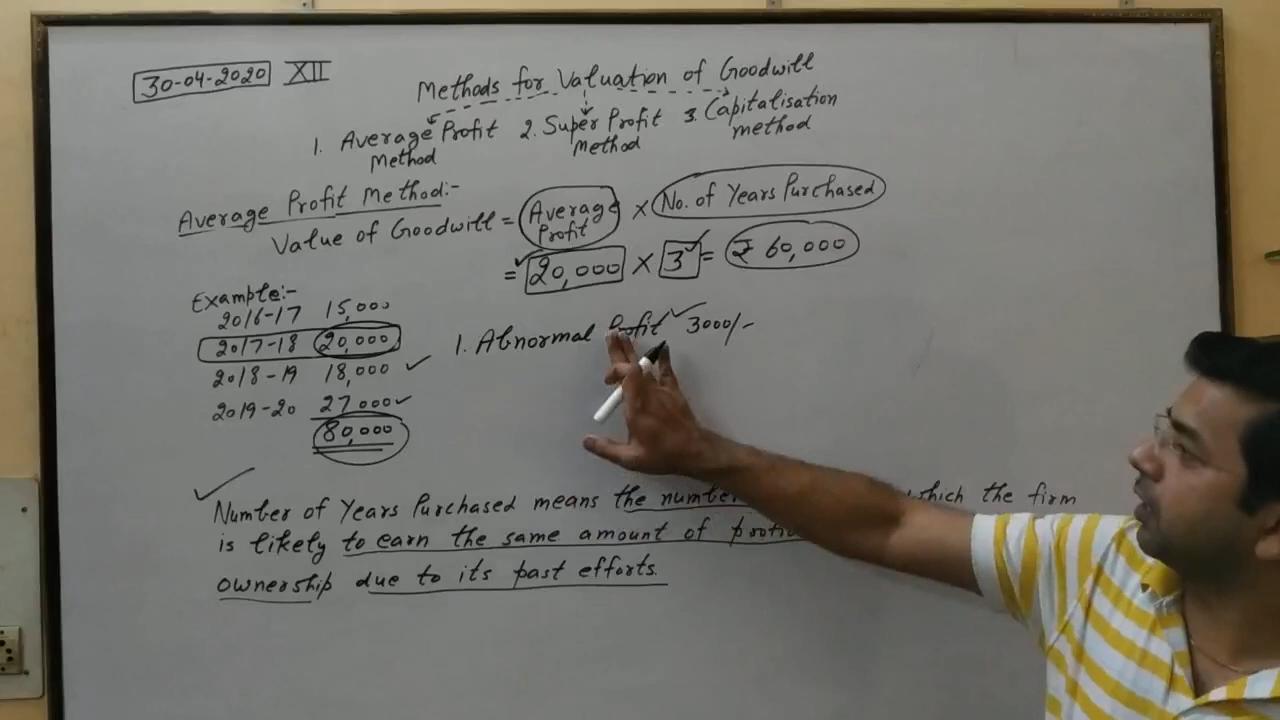 30-04-2020 XII
Methods for Valuation of Goodwill
1. Average Profit Method 2. Super Profit Method 3. Capitalisation method
Average Profit Method:-
Value of Goodwill = Average Profit × No. of Years Purchased
= 20,000 × 3 = ₹ 60,000
Example:-
2016-17 15,000
2017-18 20,000
2018-19 18,000
2019-20 27000
80,000
1. Abnormal Profit 3000/-
Number of Years Purchased means the number which the firm
is likely to earn the same amount of
ownership due to its past efforts.